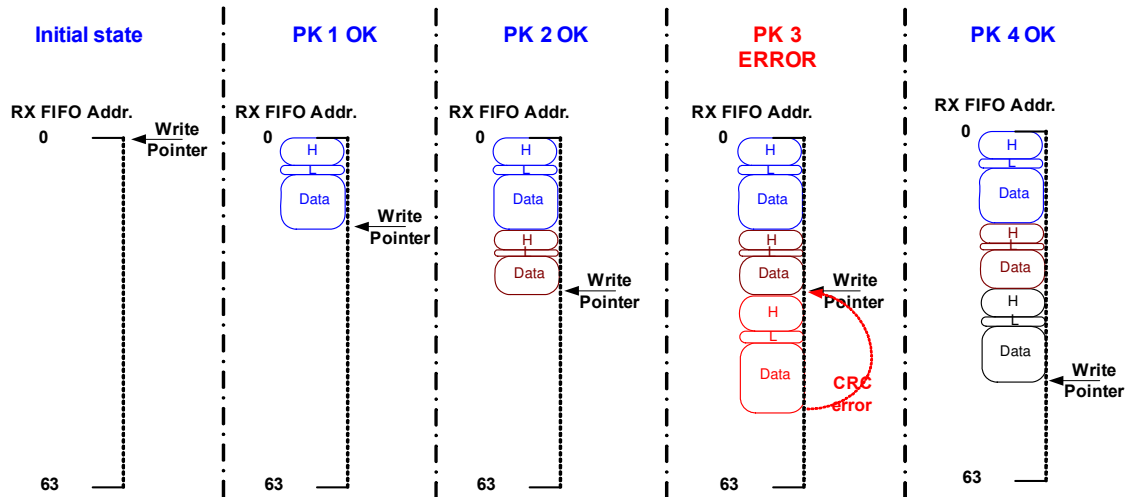 Initial state
RX FIFO Addr.
0
Write
Pointer
63
PK 1 OK
RX FIFO Addr.
0
H
L
Data
Write
Pointer
63
PK 2 OK
RX FIFO Addr.
0
H
L
Data
H
L
Data
Write
Pointer
63
PK 3
ERROR
RX FIFO Addr.
0
H
L
Data
H
L
Data
Write
Pointer
H
L
Data
CRC
error
63
PK 4 OK
RX FIFO Addr.
0
H
L
Data
H
L
Data
H
L
Data
Write
Pointer
63